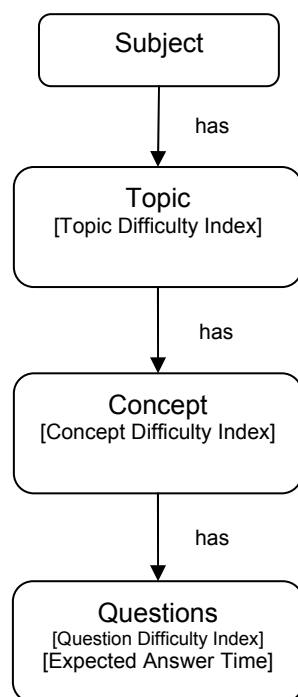 Subject
has
Topic
[Topic Difficulty Index]
has
Concept
[Concept Difficulty Index]
has
Questions
[Question Difficulty Index]
[Expected Answer Time]